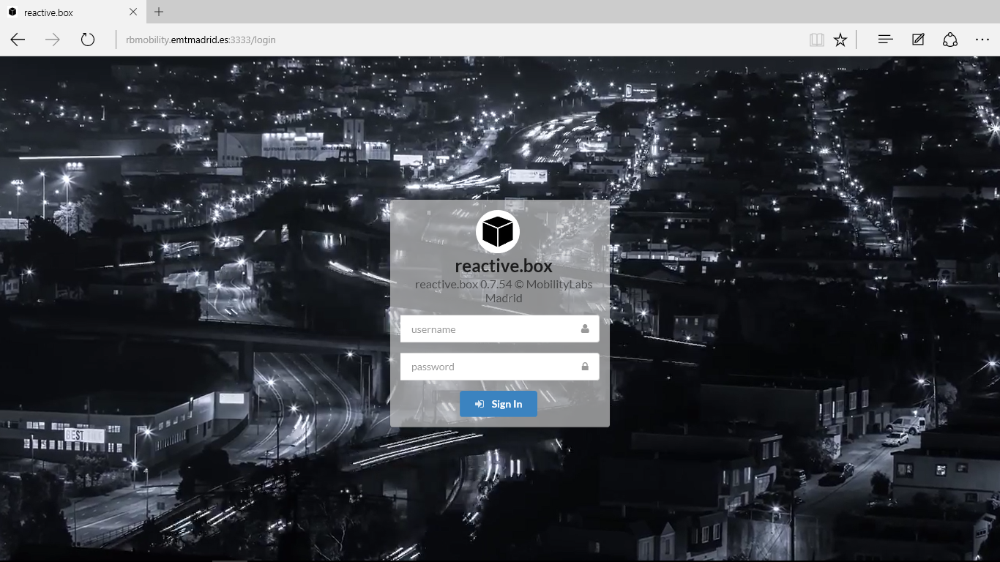 reactive.box
rbmobility.emtmadrid.es:3333/login
reactive.box
reactive.box 0.7.54 © MobilityLabs
Madrid
username
password
Sign In
BEST